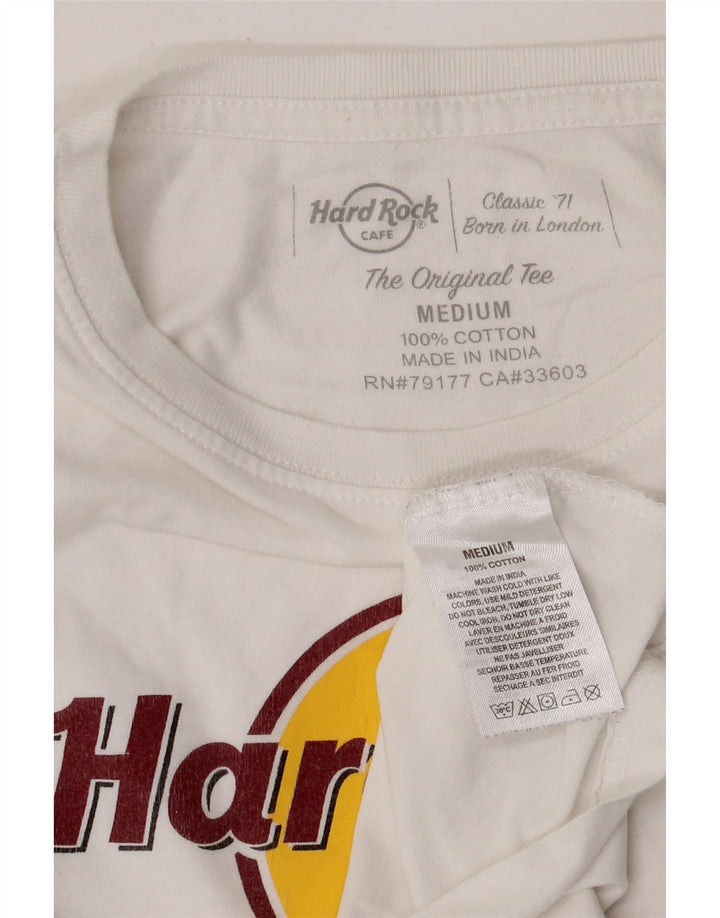 Hard Rock®
CAFE
Classic '71
Born in London
The Original Tee
MEDIUM
100% COTTON
MADE IN INDIA
RN#79177 CA#33603
MEDIUM
100% COTTON
MADE IN INDIA
MACHINE WASH COLD WITH LIKE
COLORS, USE MILD DETERGENT
DO NOT BLEACH, TUMBLE DRY LOW
COOL IRON, DO NOT DRY CLEAN
LAVER EN MACHINE A FROID
AVEC DESCOULEURS SIMILAIRES
UTILISER DETERGENT DOUX
NE PAS JAVELLISER
SECHOIR BASSE TEMPERATURE
REPASSER AU FER FROID
SECHAGE A SEC INTERDIT
30°C
Har